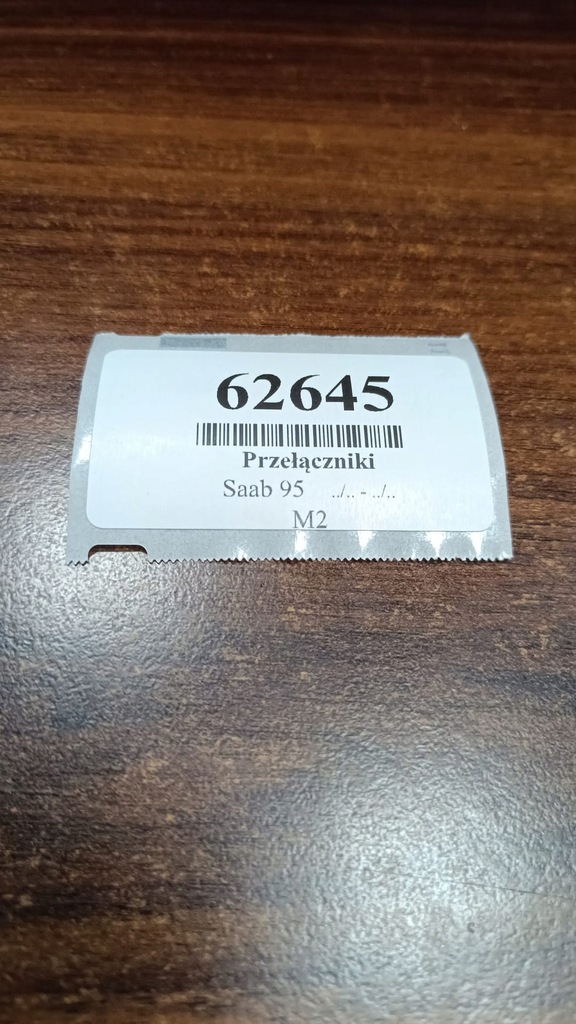 62645
Przełączniki
Saab 95 ../.. - ../..
M2